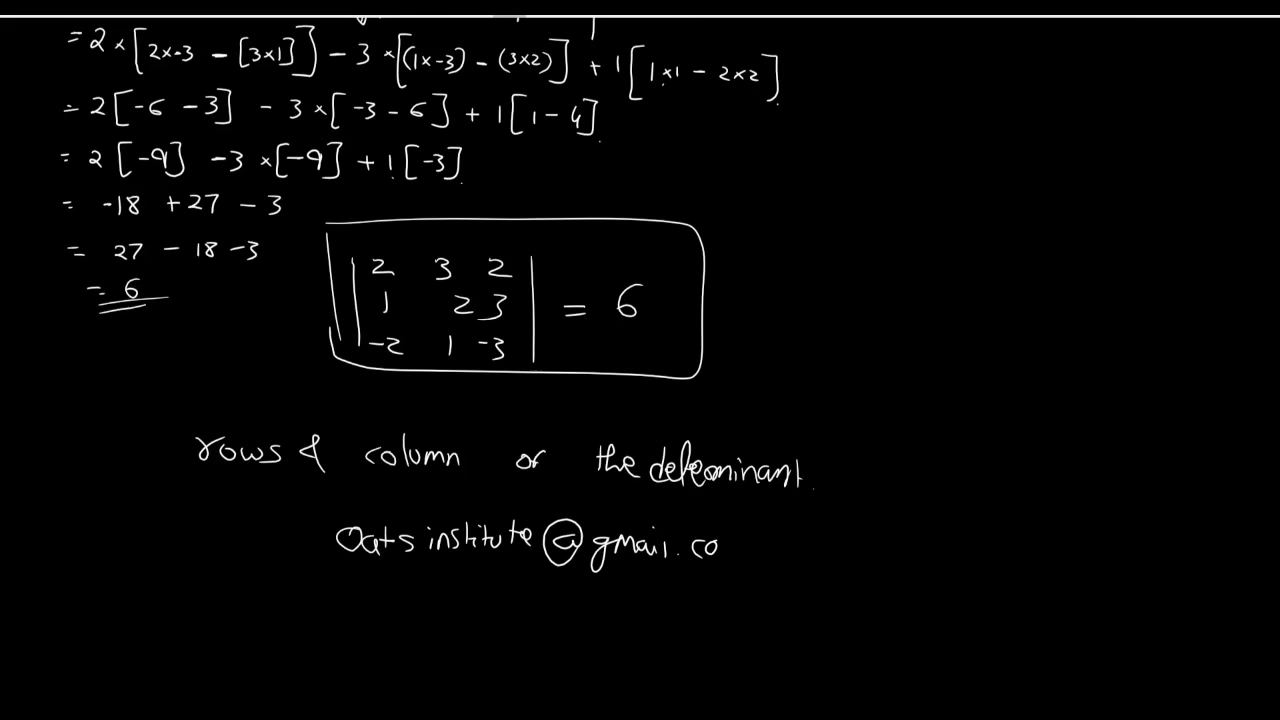 = 2 × [2×-3 - [3×1]] - 3 ×[(1×-3) - (3×2)] + 1[1×1 - 2×2]
= 2[-6 - 3] - 3 ×[-3 - 6] + 1[1 - 4]
= 2 [-9] - 3 ×[-9] + 1[-3]
= -18 + 27 - 3
= 27 - 18 - 3
= 6
| 2 3 2 |
| 1 2 3 | = 6
| -2 1 -3 |
rows & column or the determinant
Oatsinstitute@gmail.co